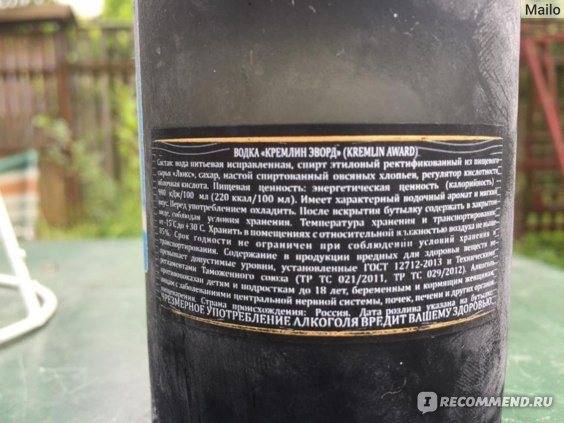 Mailo
ВОДКА «КРЕМЛИН ЭВОРД» (KREMLIN AWARD)
Состав: вода питьевая исправленная, спирт этиловый ректификованный из пищевого
сырья «Люкс», сахар, настой спиртованный овсяных хлопьев, регулятор кислотности
яблочная кислота. Пищевая ценность: энергетическая ценность (калорийность) —
кДж/100 мл (220 ккал/100 мл). Имеет характерный водочный аромат и мягкий
вкус. Перед употреблением охладить. После вскрытия бутылку содержать в закрытом
виде, соблюдая условия хранения. Температура хранения и транспортирования
от -15°C до +30 C. Хранить в помещениях с относительной влажностью воздуха не выше
85%. Срок годности не ограничен при соблюдении условий хранения и
транспортирования. Содержание в продукции вредных для здоровья веществ не
превышает допустимые уровни, установленные ГОСТ 12712-2013 и Техническими
регламентами Таможенного союза (ТР ТС 021/2011, ТР ТС 029/2012). Алкоголь
противопоказан детям и подросткам до 18 лет, беременным и кормящим женщинам,
лицам с заболеваниями центральной нервной системы, почек, печени и других органов
пищеварения. Страна происхождения: Россия. Дата розлива указана на бутылке.
ЧРЕЗМЕРНОЕ УПОТРЕБЛЕНИЕ АЛКОГОЛЯ ВРЕДИТ ВАШЕМУ ЗДОРОВЬЮ
IRECOMMEND.RU